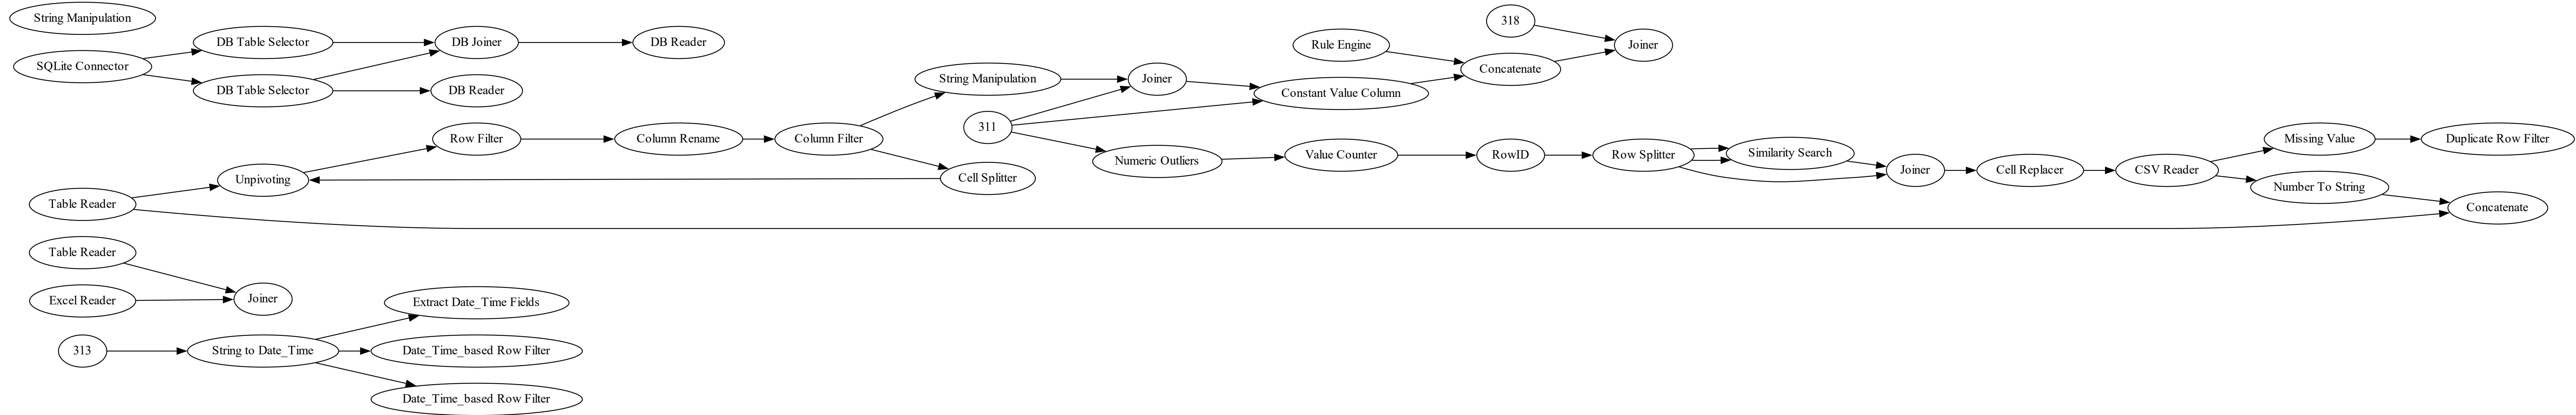 String Manipulation
SQLite Connector
DB Table Selector
DB Table Selector
DB Joiner
DB Reader
DB Reader
Table Reader
Unpivoting
Row Filter
Column Rename
Column Filter
String Manipulation
Cell Splitter
311
Joiner
Numeric Outliers
Rule Engine
Constant Value Column
Value Counter
318
Concatenate
Joiner
RowID
Row Splitter
Similarity Search
Joiner
Cell Replacer
CSV Reader
Missing Value
Number To String
Duplicate Row Filter
Concatenate
Table Reader
Excel Reader
Joiner
313
String to Date_Time
Extract Date_Time Fields
Date_Time_based Row Filter
Date_Time_based Row Filter